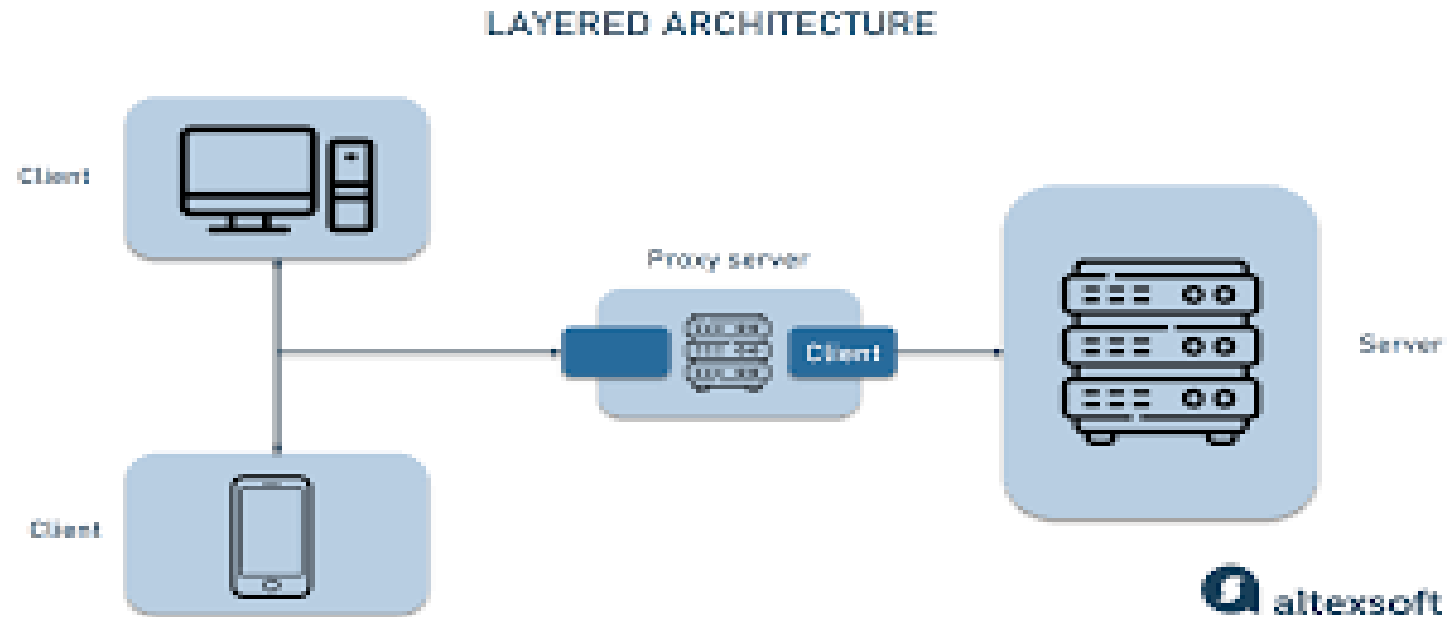 LAYERED ARCHITECTURE
Client
Proxy server
Client
Server
Client
altexsoft